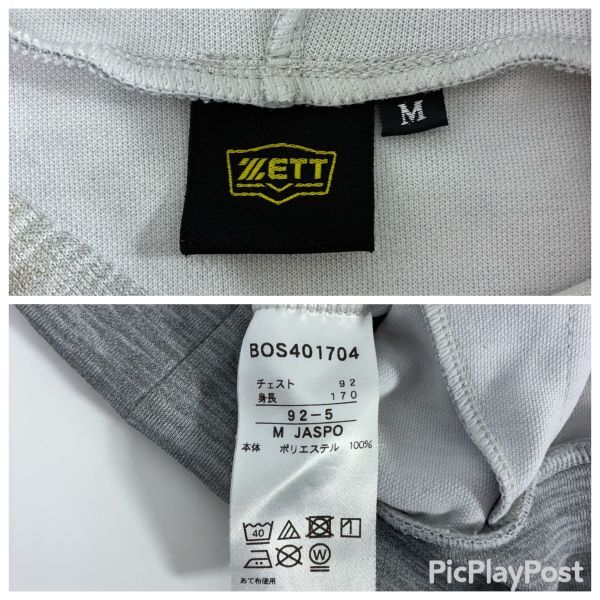 ZETT
M
BOS401704
チェスト 92
身長 170
92-5
M JASPO
本体 ポリエステル 100%
40
W
あて布使用
PicPlayPost